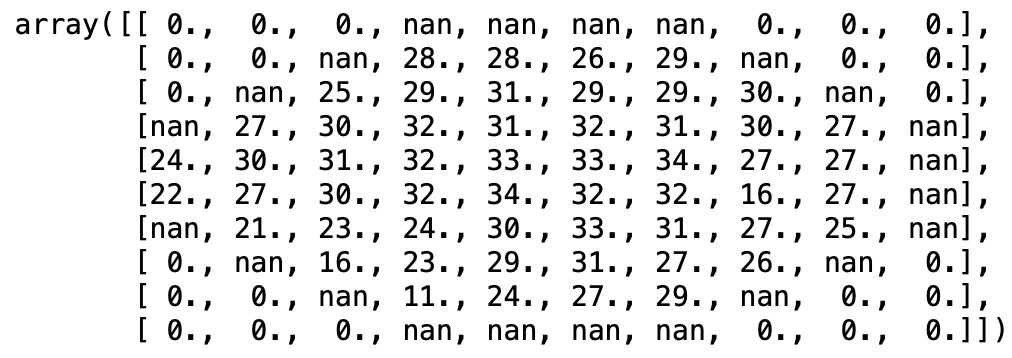 array([[ 0.,  0.,  0., nan, nan, nan, nan,  0.,  0.,  0.],
       [ 0.,  0., nan, 28., 28., 26., 29., nan,  0.,  0.],
       [ 0., nan, 25., 29., 31., 29., 29., 30., nan,  0.],
       [nan, 27., 30., 32., 31., 32., 31., 30., 27., nan],
       [24., 30., 31., 32., 33., 33., 34., 27., 27., nan],
       [22., 27., 30., 32., 34., 32., 32., 16., 27., nan],
       [nan, 21., 23., 24., 30., 33., 31., 27., 25., nan],
       [ 0., nan, 16., 23., 29., 31., 27., 26., nan,  0.],
       [ 0.,  0., nan, 11., 24., 27., 29., nan,  0.,  0.],
       [ 0.,  0.,  0., nan, nan, nan, nan,  0.,  0.,  0.]])